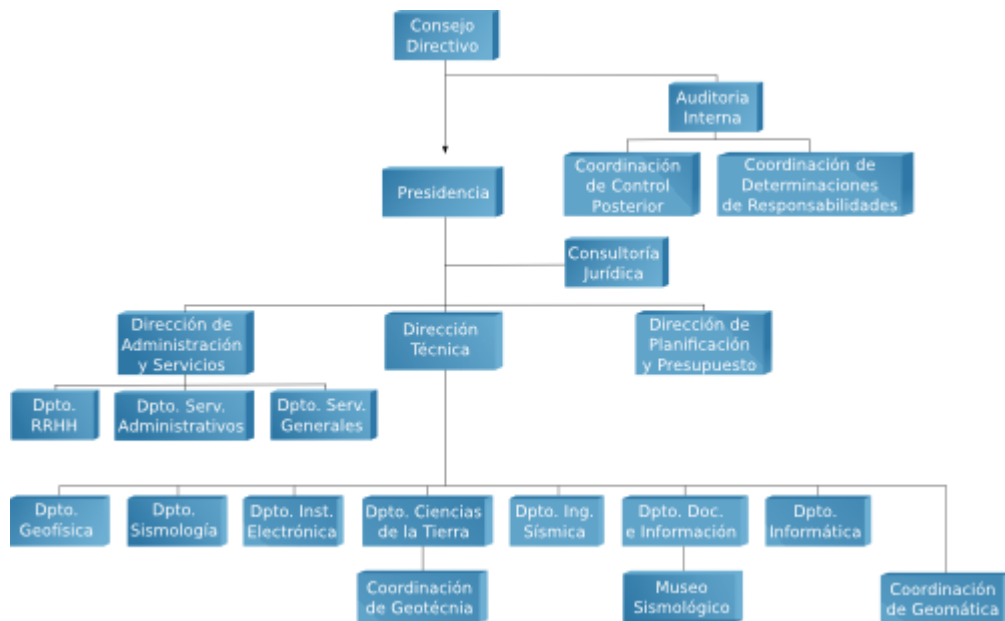 Consejo
Directivo
Auditoria
Interna
Coordinación
de Control
Posterior
Coordinación de
Determinaciones
de Responsabilidades
Presidencia
Consultoría
Jurídica
Dirección de
Administración
y Servicios
Dirección
Técnica
Dirección de
Planificación
y Presupuesto
Dpto.
RRHH
Dpto. Serv.
Administrativos
Dpto. Serv.
Generales
Dpto.
Geofísica
Dpto.
Sismología
Dpto. Inst.
Electrónica
Dpto. Ciencias
de la Tierra
Dpto. Ing.
Sísmica
Dpto. Doc.
e Información
Dpto.
Informática
Coordinación
de Geotécnia
Museo
Sismológico
Coordinación
de Geomática